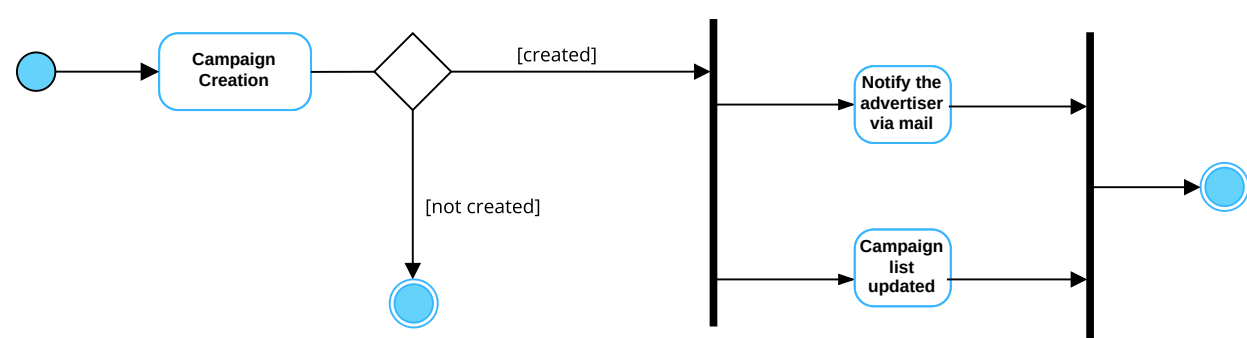 Campaign
Creation
[created]
[not created]
Notify the
advertiser
via mail
Campaign
list
updated